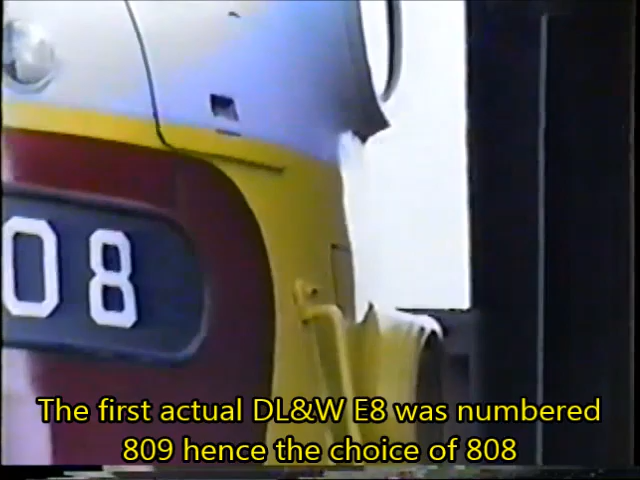 08
The first actual DL&W E8 was numbered
809 hence the choice of 808